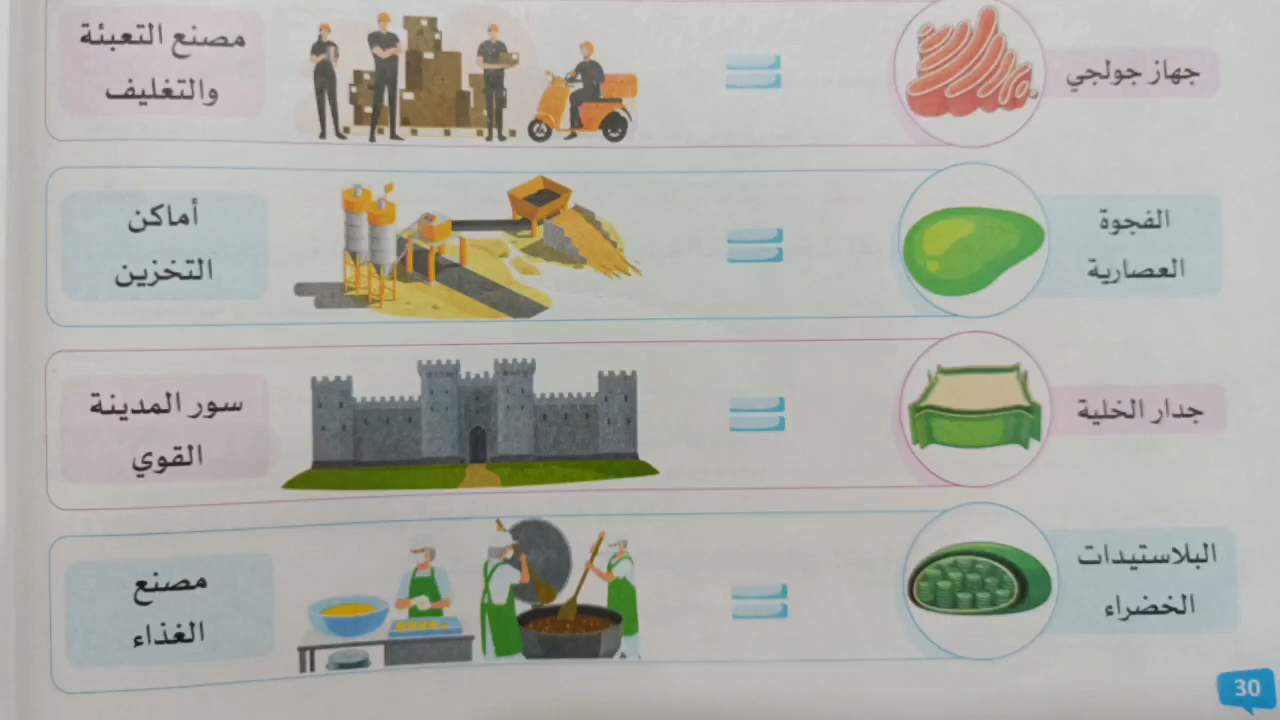 جهاز جولجي
مصنع التعبئة
والتغليف
الفجوة
العصارية
أماكن
التخزين
جدار الخلية
سور المدينة
القوي
البلاستيدات
الخضراء
مصنع
الغذاء
30